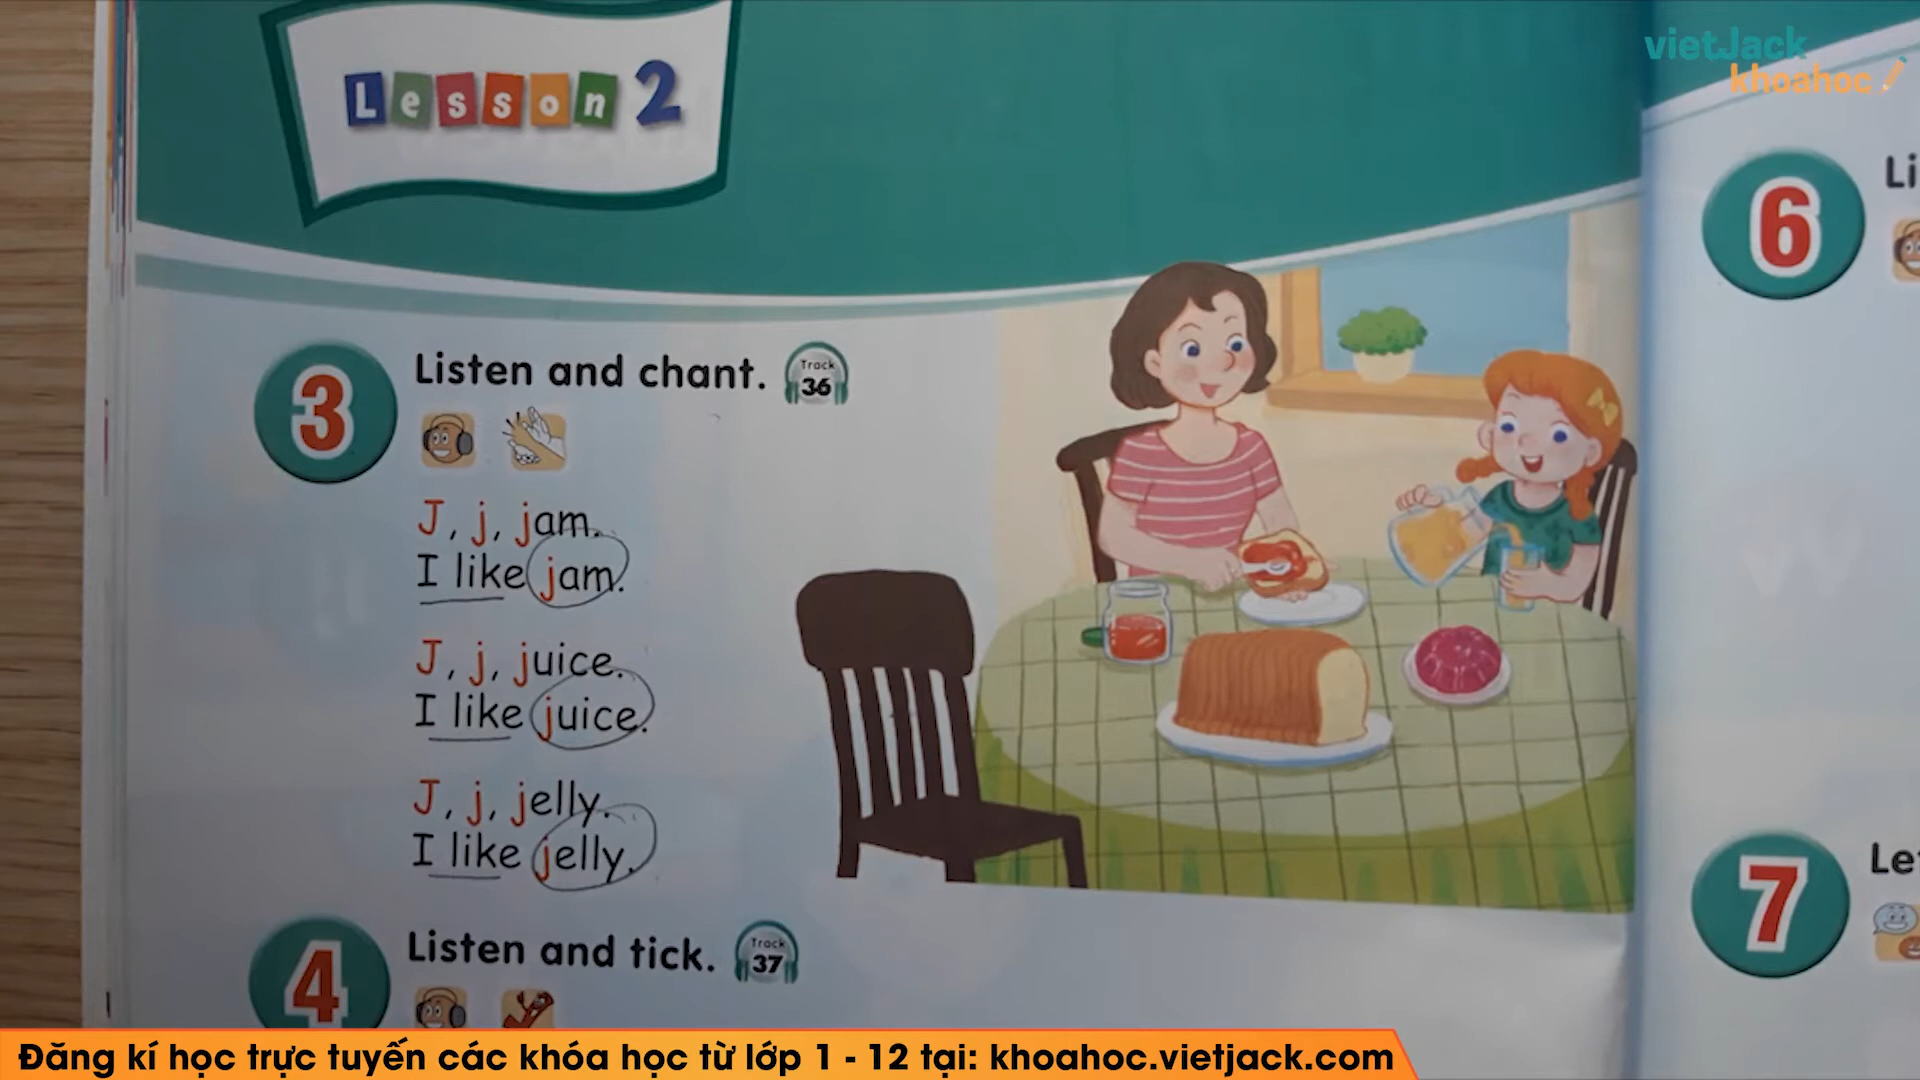 vietJack
khoahoc
Lesson 2
3
Listen and chant.
Track
36
J, j, jam.
I like jam.
J, j, juice.
I like juice.
J, j, jelly.
I like jelly.
4
Listen and tick.
Track
37
6
Li
7
Le
Đăng kí học trực tuyến các khóa học từ lớp 1 - 12 tại: khoahoc.vietjack.com